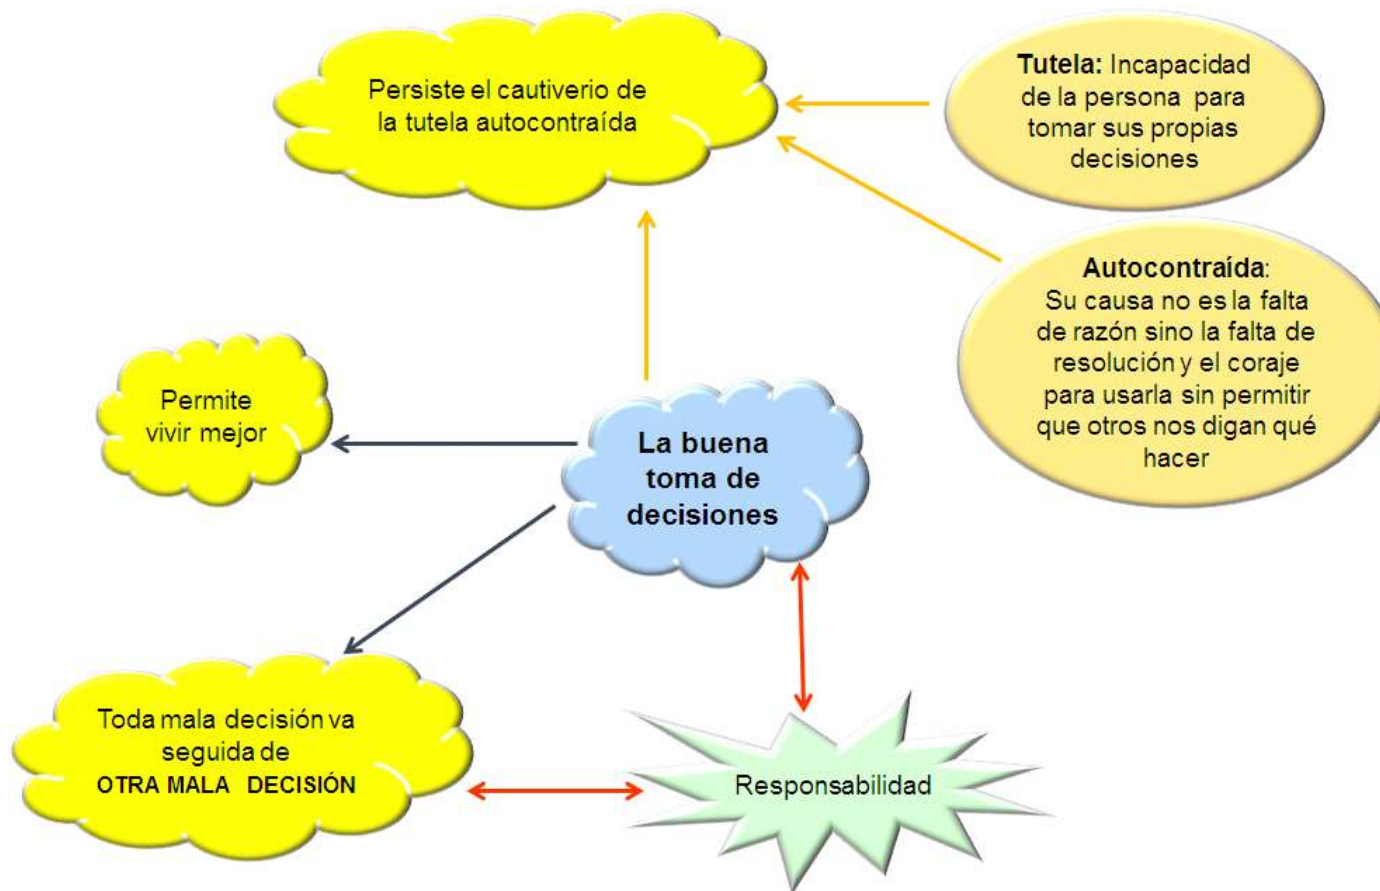 Persiste el cautiverio de
la tutela autocontraída
Tutela: Incapacidad
de la persona para
tomar sus propias
decisiones
Autocontraída:
Su causa no es la falta
de razón sino la falta de
resolución y el coraje
para usarla sin permitir
que otros nos digan qué
hacer
Permite
vivir mejor
La buena
toma de
decisiones
Toda mala decisión va
seguida de
OTRA MALA DECISIÓN
Responsabilidad